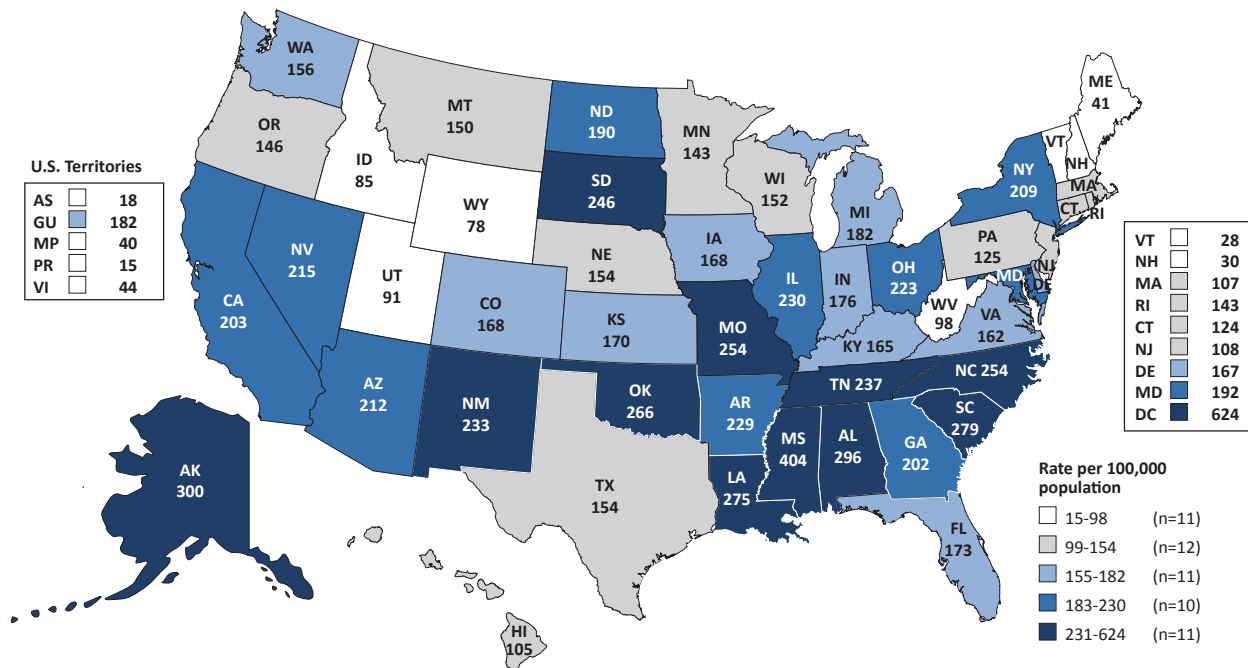 WA
156
OR
146
MT
150
ID
85
WY
78
ND
190
SD
246
MN
143
WI
152
MI
182
NY
209
ME
41
VT
NH
MA
CT
RI
U.S. Territories
AS 18
GU 182
MP 40
PR 15
VI 44
CA
203
NV
215
UT
91
CO
168
NE
154
KS
170
IA
168
MO
254
IL
230
IN
176
OH
223
PA
125
NJ
MD
DE
WV
98
VA
162
KY 165
VT 28
NH 30
MA 107
RI 143
CT 124
NJ 108
DE 167
MD 192
DC 624
AZ
212
NM
233
OK
266
AR
229
TN 237
NC 254
SC
279
MS
404
AL
296
GA
202
LA
275
TX
154
FL
173
AK
300
HI
105
Rate per 100,000
population
15-98 (n=11)
99-154 (n=12)
155-182 (n=11)
183-230 (n=10)
231-624 (n=11)